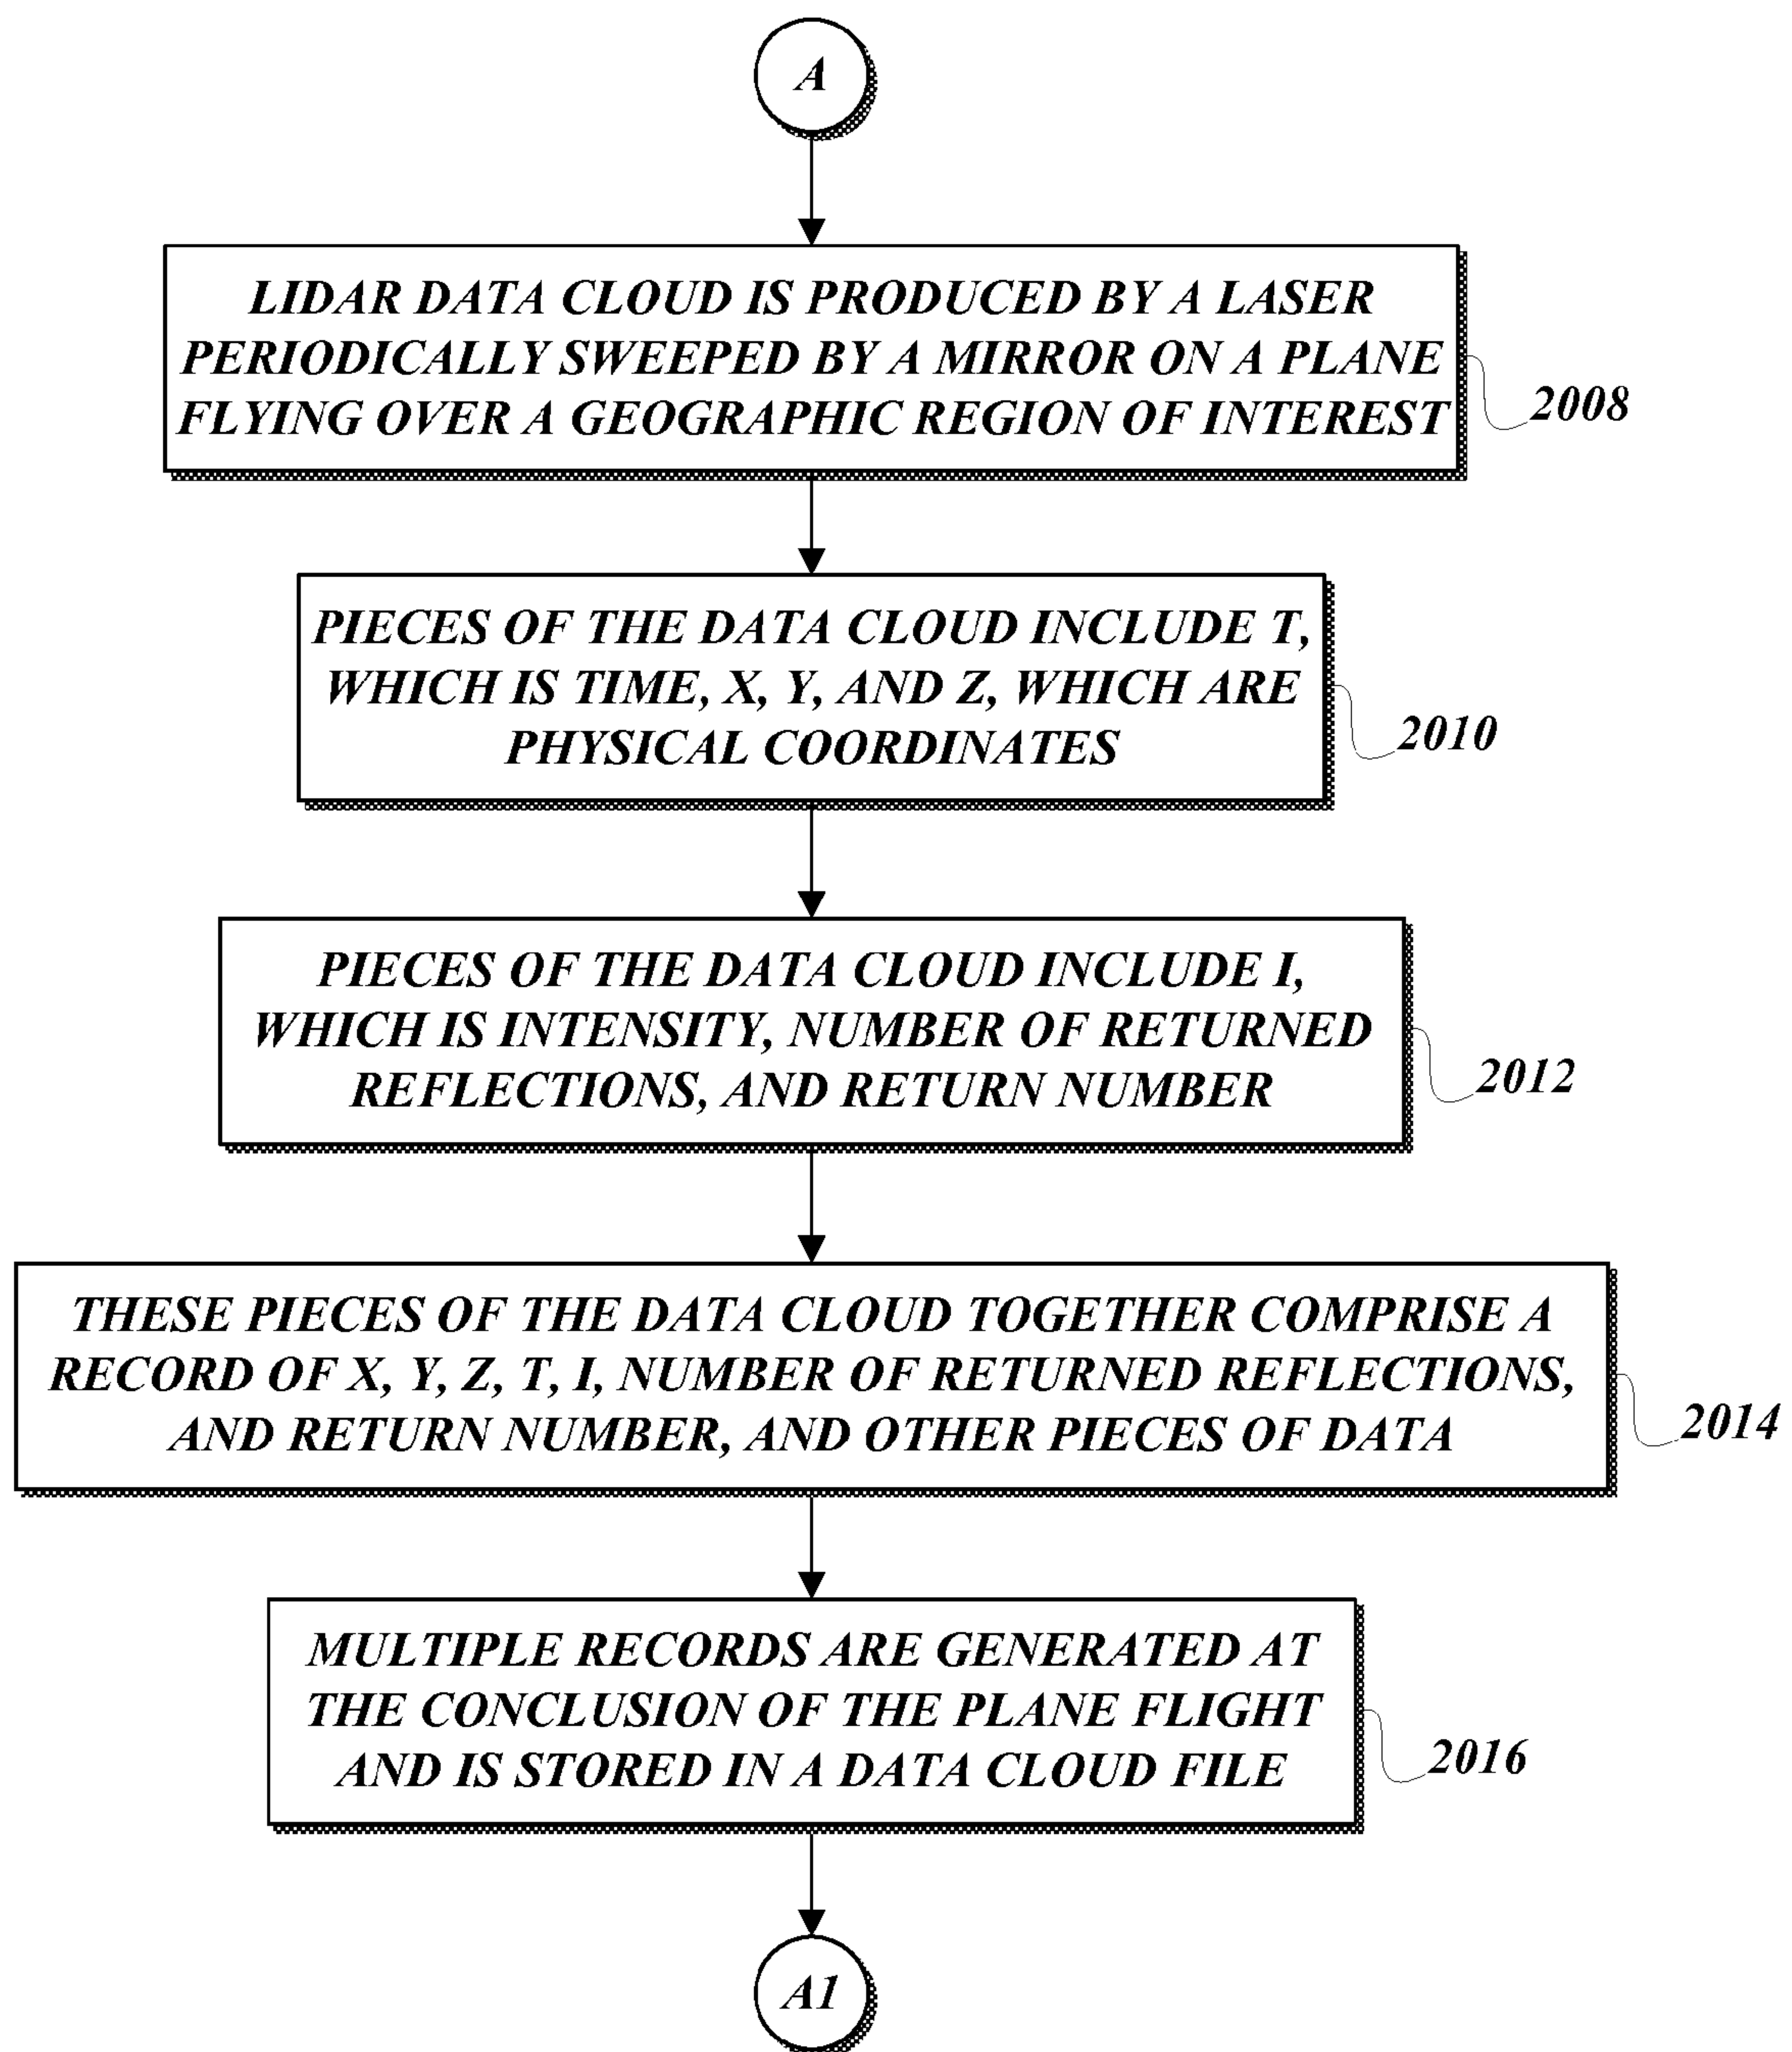 A
LIDAR DATA CLOUD IS PRODUCED BY A LASER
PERIODICALLY SWEEPED BY A MIRROR ON A PLANE
FLYING OVER A GEOGRAPHIC REGION OF INTEREST
2008
PIECES OF THE DATA CLOUD INCLUDE T,
WHICH IS TIME, X, Y, AND Z, WHICH ARE
PHYSICAL COORDINATES
2010
PIECES OF THE DATA CLOUD INCLUDE I,
WHICH IS INTENSITY, NUMBER OF RETURNED
REFLECTIONS, AND RETURN NUMBER
2012
THESE PIECES OF THE DATA CLOUD TOGETHER COMPRISE A
RECORD OF X, Y, Z, T, I, NUMBER OF RETURNED REFLECTIONS,
AND RETURN NUMBER, AND OTHER PIECES OF DATA
2014
MULTIPLE RECORDS ARE GENERATED AT
THE CONCLUSION OF THE PLANE FLIGHT
AND IS STORED IN A DATA CLOUD FILE
2016
A1